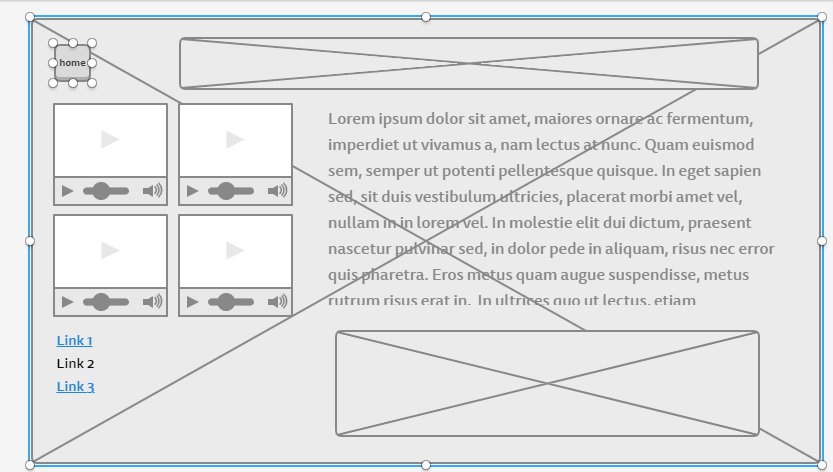 home
Lorem ipsum dolor sit amet, maiores ornare ac fermentum,
imperdiet ut vivamus a, nam lectus at nunc. Quam euismod
sem, semper ut potenti pellentesque quisque. In eget sapien
sed, sit duis vestibulum ultricies, placerat morbi amet vel,
nullam in in lorem vel. In molestie elit dui dictum, praesent
nascetur pulvinar sed, in dolor pede in aliquam, risus nec error
quis pharetra. Eros metus quam augue suspendisse, metus
rutrum risus erat in. In ultrices quo ut lectus, etiam
Link 1
Link 2
Link 3